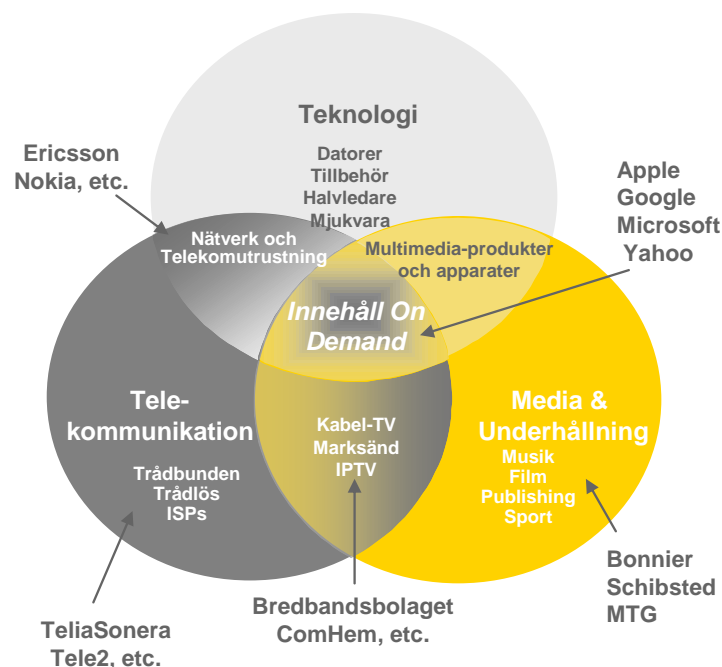 Teknologi
Datorer
Tillbehör
Halvledare
Mjukvara
Ericsson
Nokia, etc.
Apple
Google
Microsoft
Yahoo
Nätverk och
Telekomutrustning
Multimedia-produkter
och apparater
Innehåll On
Demand
Tele-
kommunikation
Trådbunden
Trådlös
ISPs
Kabel-TV
Marksänd
IPTV
Media &
Underhållning
Musik
Film
Publishing
Sport
TeliaSonera
Tele2, etc.
Bredbandsbolaget
ComHem, etc.
Bonnier
Schibsted
MTG